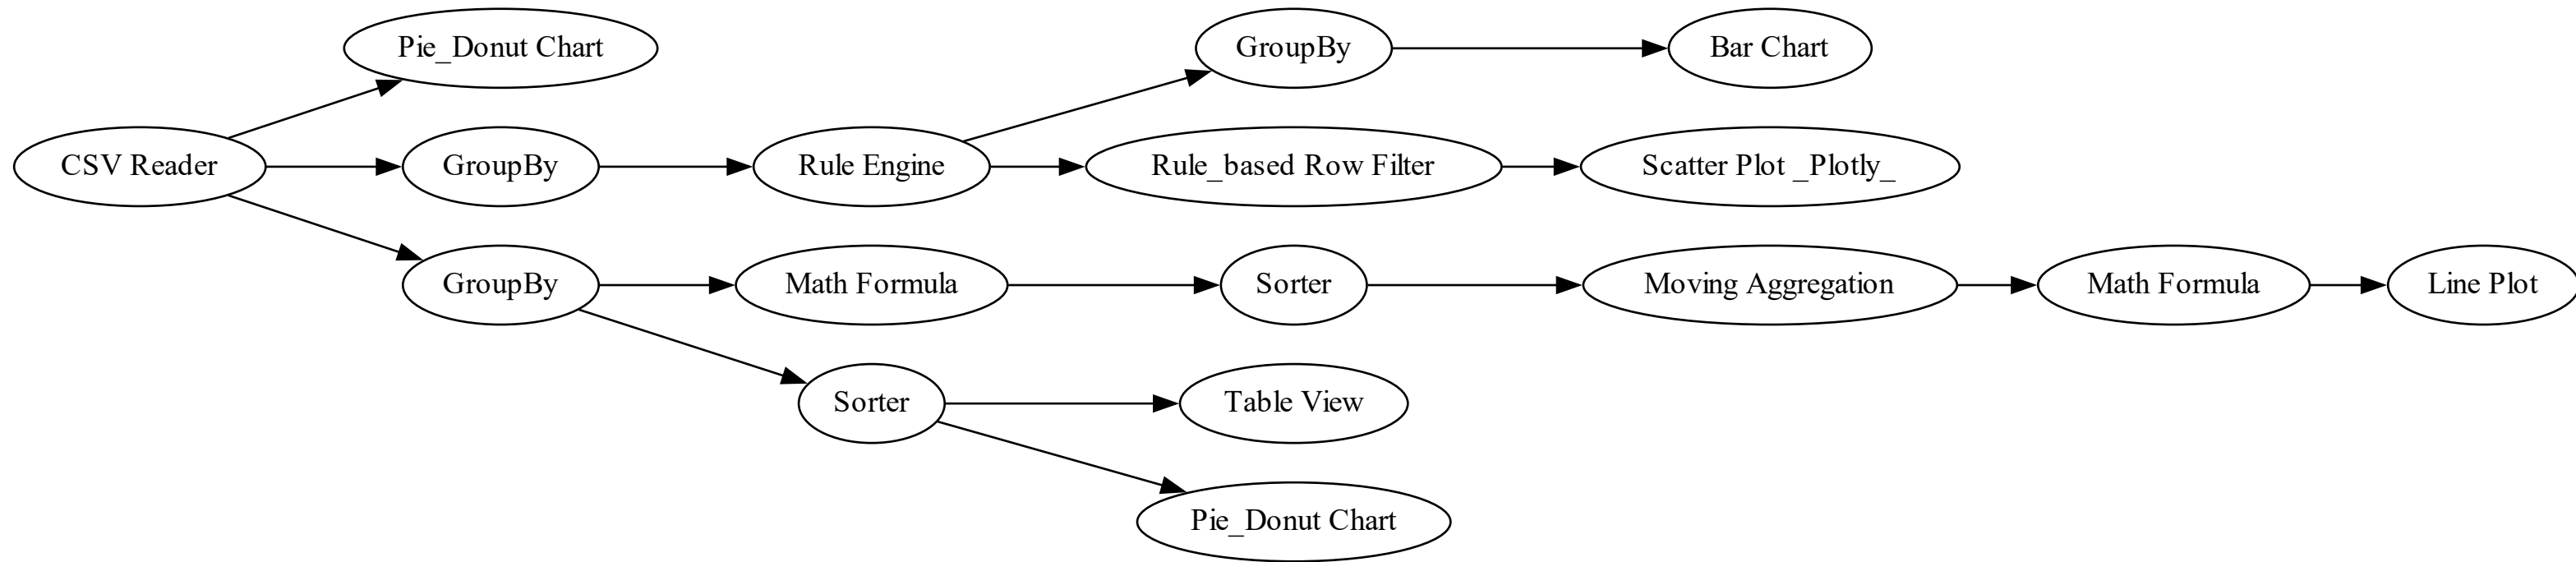 Pie_Donut Chart
GroupBy
Bar Chart
CSV Reader
GroupBy
Rule Engine
Rule_based Row Filter
Scatter Plot _Plotly_
GroupBy
Math Formula
Sorter
Moving Aggregation
Math Formula
Line Plot
Sorter
Table View
Pie_Donut Chart